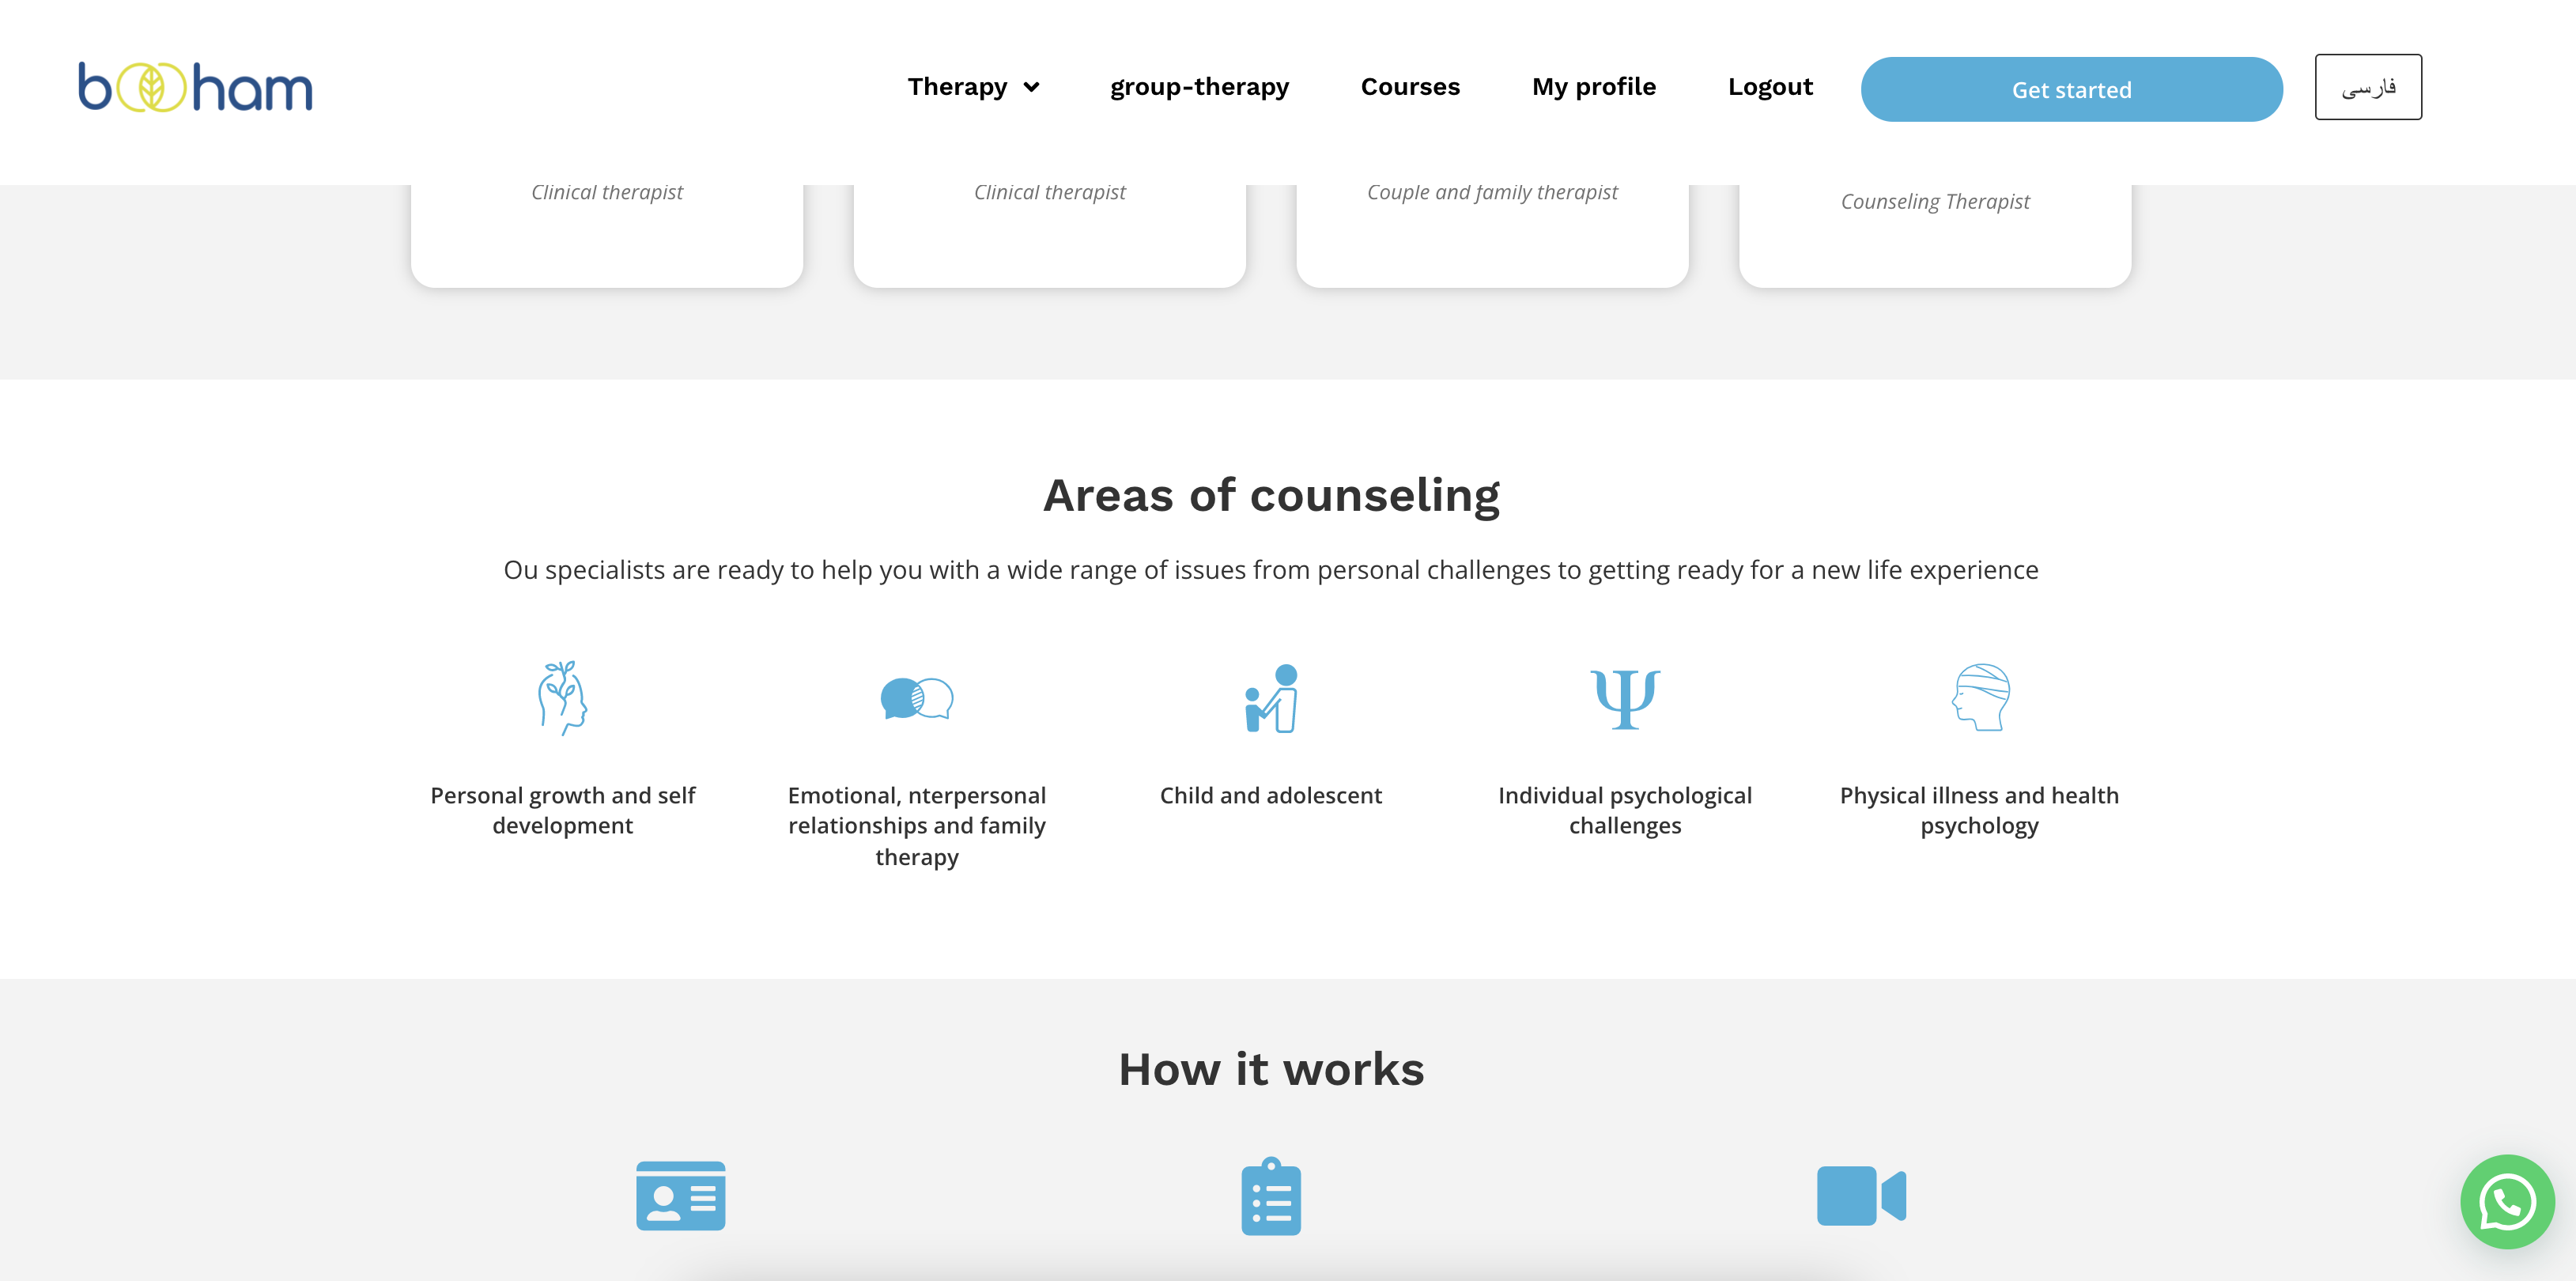 booham
Therapy group-therapy Courses My profile Logout Get started فارسی
Clinical therapist Clinical therapist Couple and family therapist Counseling Therapist
Areas of counseling
Ou specialists are ready to help you with a wide range of issues from personal challenges to getting ready for a new life experience
Ψ
Personal growth and self
development
Emotional, nterpersonal
relationships and family
therapy
Child and adolescent
Individual psychological
challenges
Physical illness and health
psychology
How it works